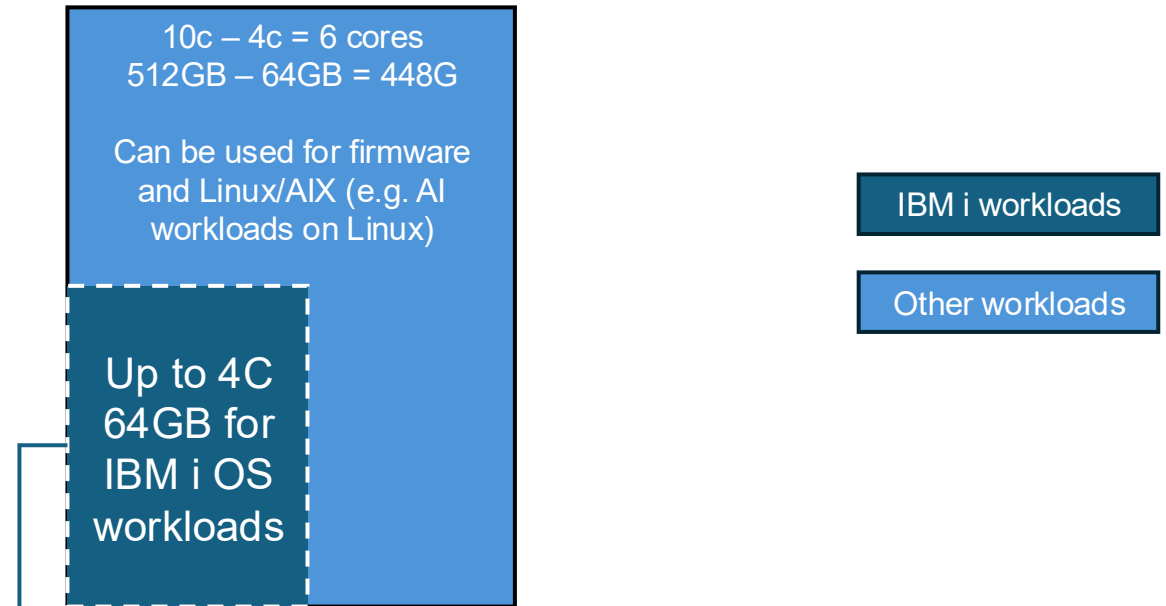 10c – 4c = 6 cores
512GB – 64GB = 448G
Can be used for firmware
and Linux/AIX (e.g. AI
workloads on Linux)
Up to 4C
64GB for
IBM i OS
workloads
IBM i workloads
Other workloads